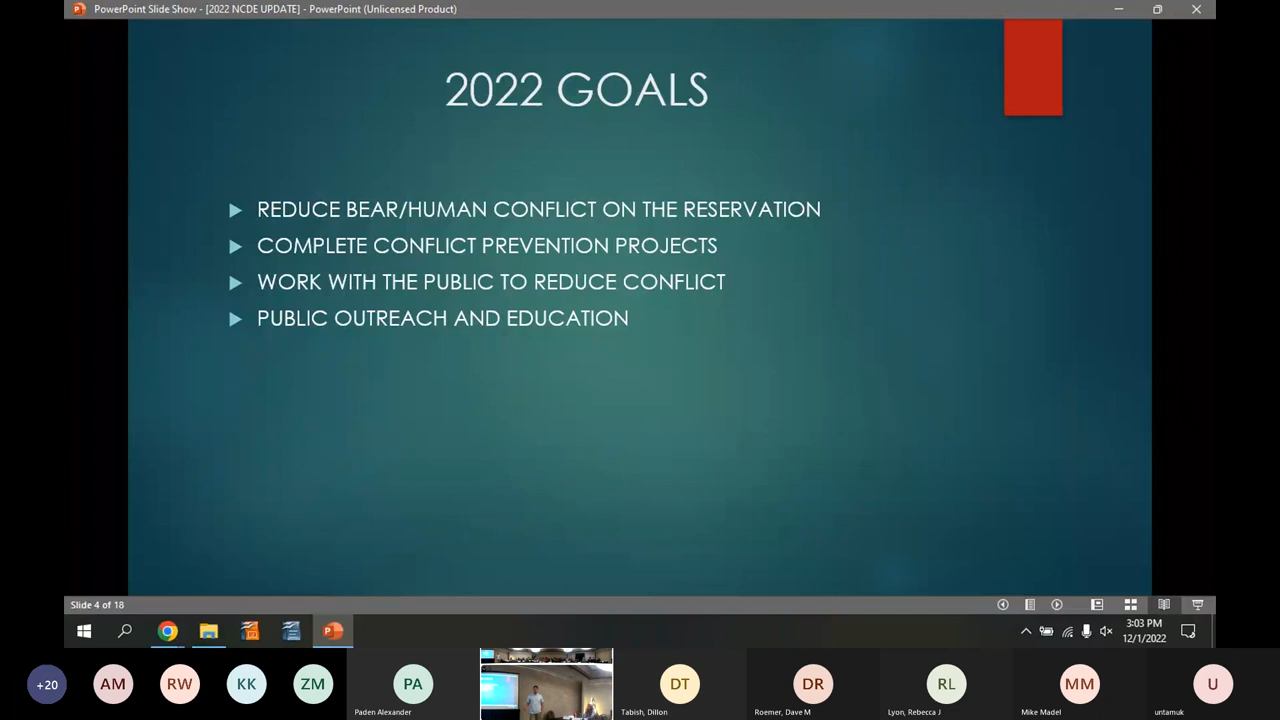 PowerPoint Slide Show - [2022 NCDE UPDATE] - PowerPoint (Unlicensed Product)
2022 GOALS
REDUCE BEAR/HUMAN CONFLICT ON THE RESERVATION
COMPLETE CONFLICT PREVENTION PROJECTS
WORK WITH THE PUBLIC TO REDUCE CONFLICT
PUBLIC OUTREACH AND EDUCATION
Slide 4 of 18
3:03 PM
12/1/2022
+20 AM RW KK ZM PA DT DR RL MM U
Paden Alexander Tabish, Dillon Roemer, Dave M Lyon, Rebecca J Mike Madel untamuk